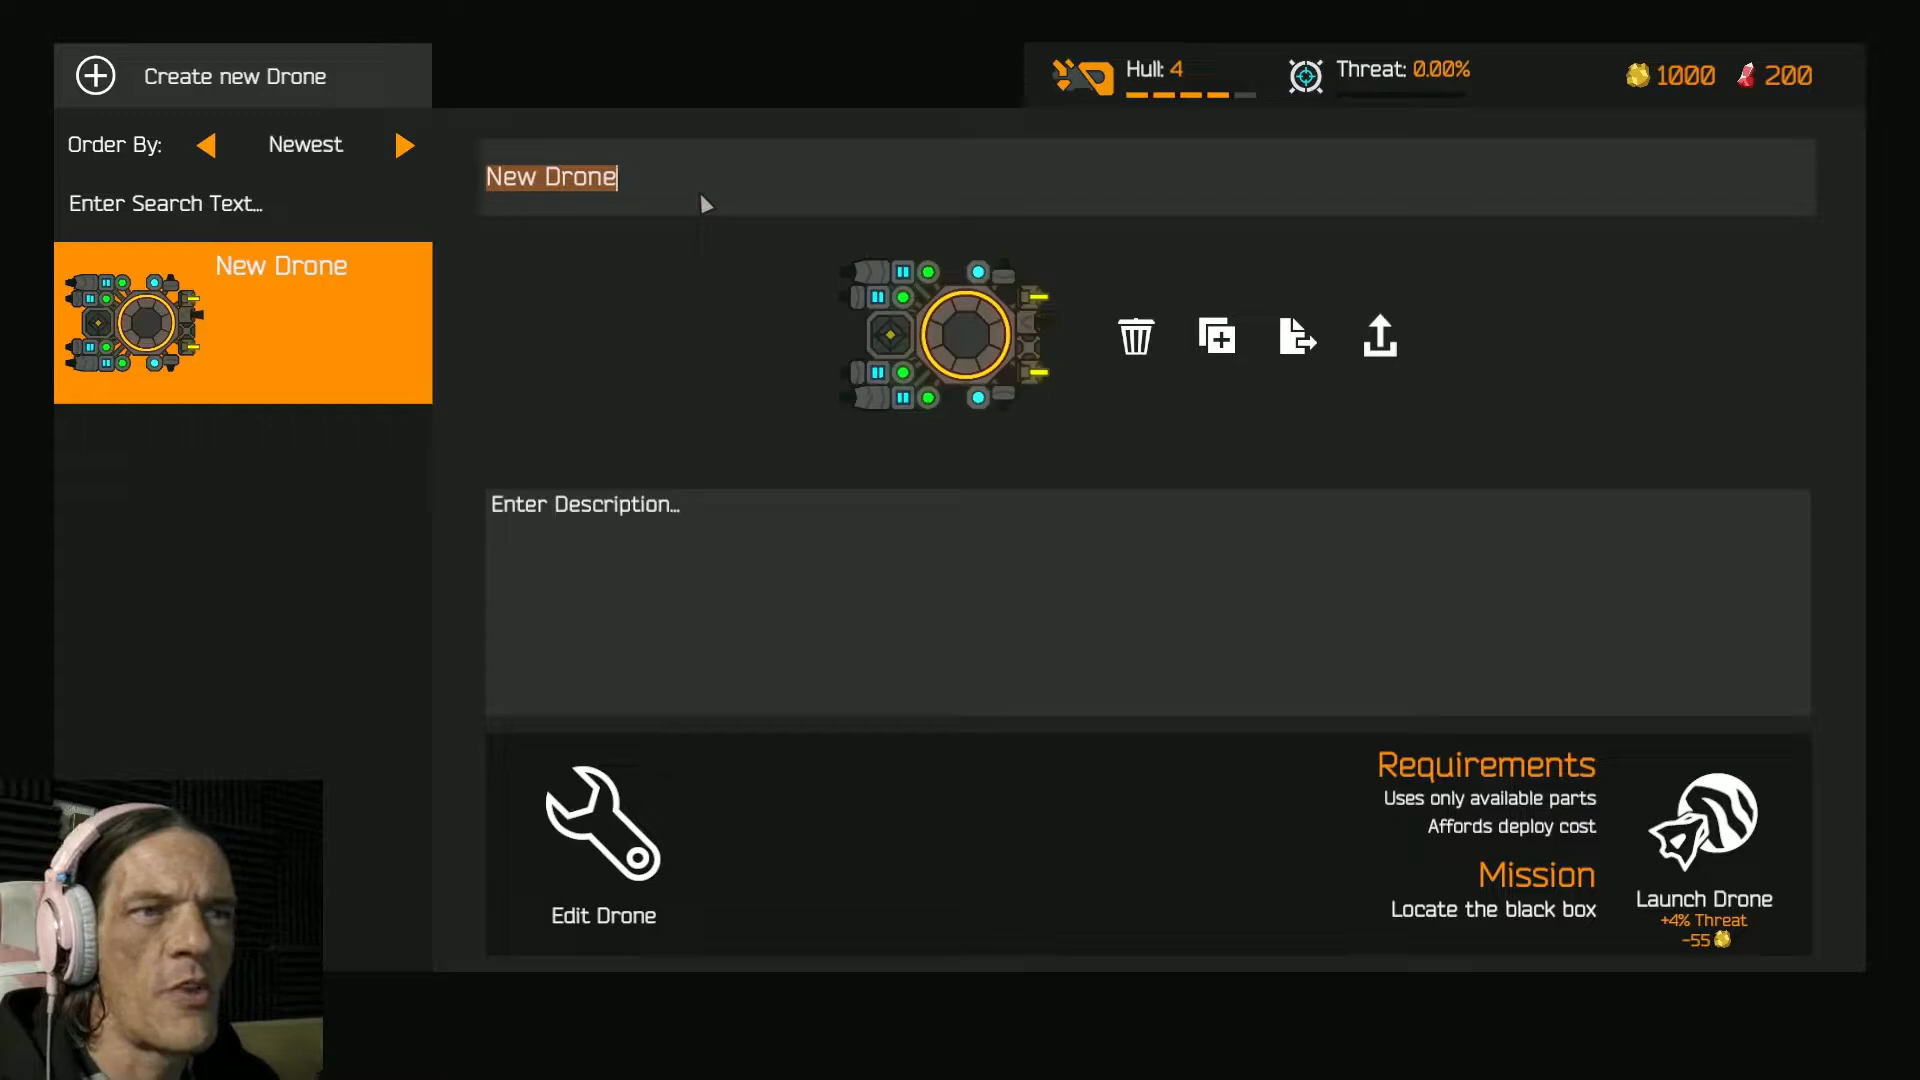 Create new Drone
Hull: 4
Threat: 0.00%
1000
200
Order By:
Newest
New Drone
Enter Search Text...
New Drone
Enter Description...
Requirements
Uses only available parts
Affords deploy cost
Mission
Locate the black box
Edit Drone
Launch Drone
+4% Threat
-55